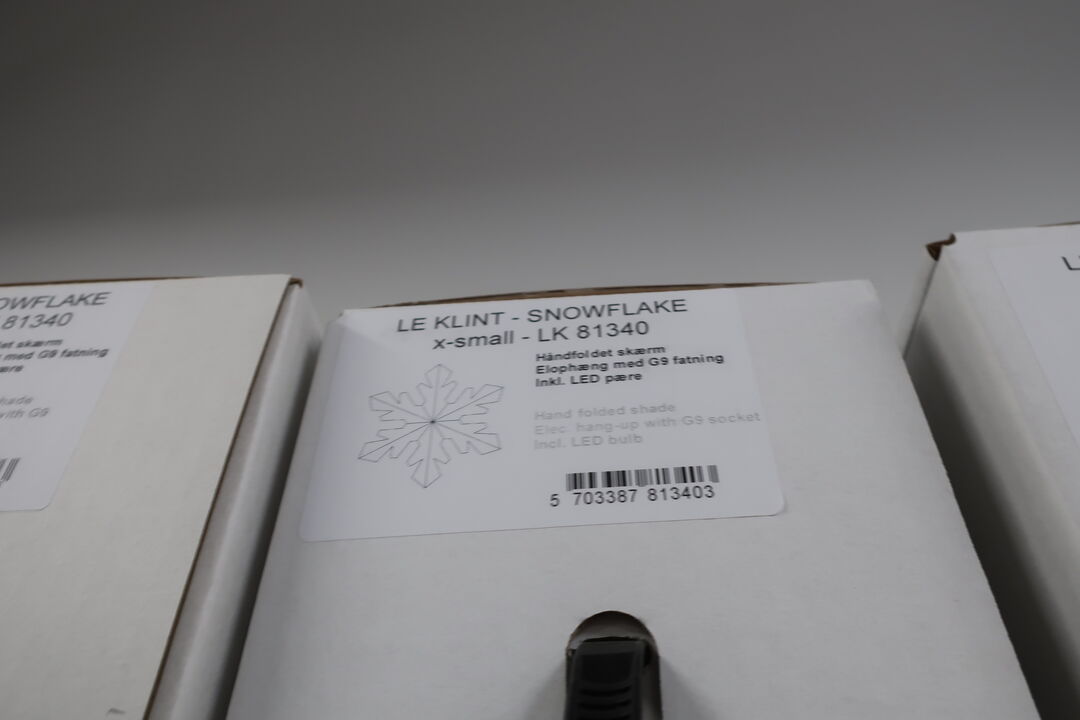 OWFLAKE
81340
et skærm
med G9 fatning
ære
hade
with G9
LE KLINT - SNOWFLAKE
x-small - LK 81340
Håndfoldet skærm
Elophæng med G9 fatning
Inkl. LED pære
Hand folded shade
Elec. hang-up with G9 socket
Incl. LED bulb
5 703387 813403
L